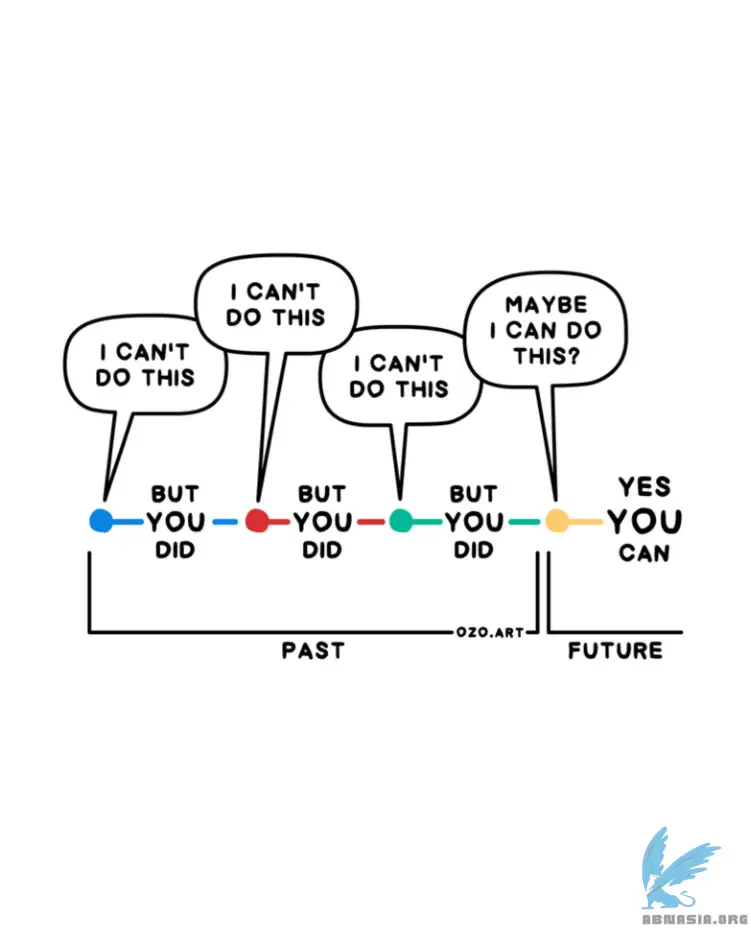 I CAN'T
DO THIS
I CAN'T
DO THIS
I CAN'T
DO THIS
MAYBE
I CAN DO
THIS?
BUT
YOU
DID
BUT
YOU
DID
BUT
YOU
DID
YES
YOU
CAN
OZO.ART
PAST
FUTURE
ABNASIA.ORG